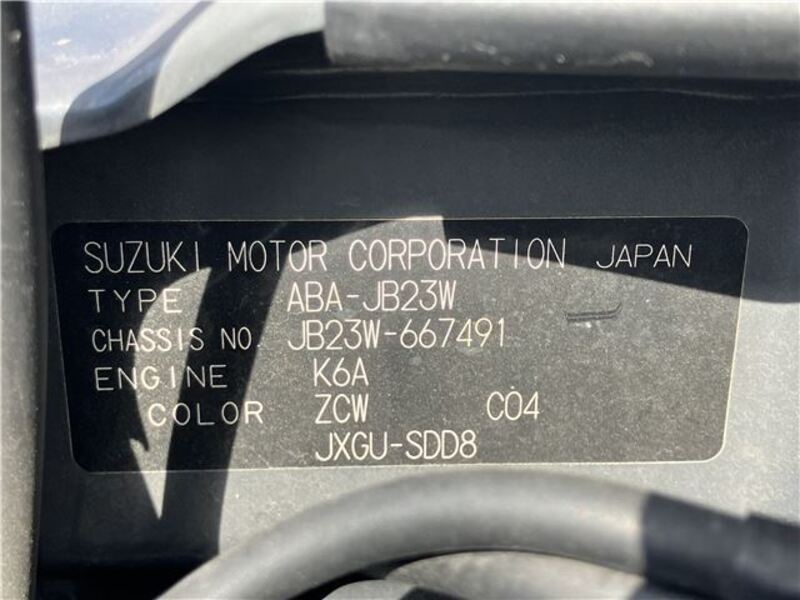 SUZUKI MOTOR CORPORATION JAPAN
TYPE ABA-JB23W
CHASSIS NO. JB23W-667491
ENGINE K6A
COLOR ZCW C04
JXGU-SDD8